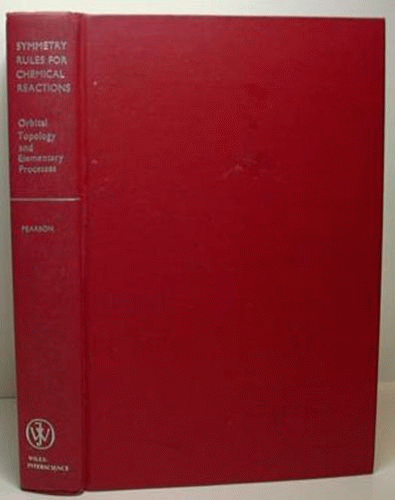 SYMMETRY
RULES FOR
CHEMICAL
REACTIONS
Orbital
Topology
and
Elementary
Processes
PEARSON
WILEY-
INTERSCIENCE